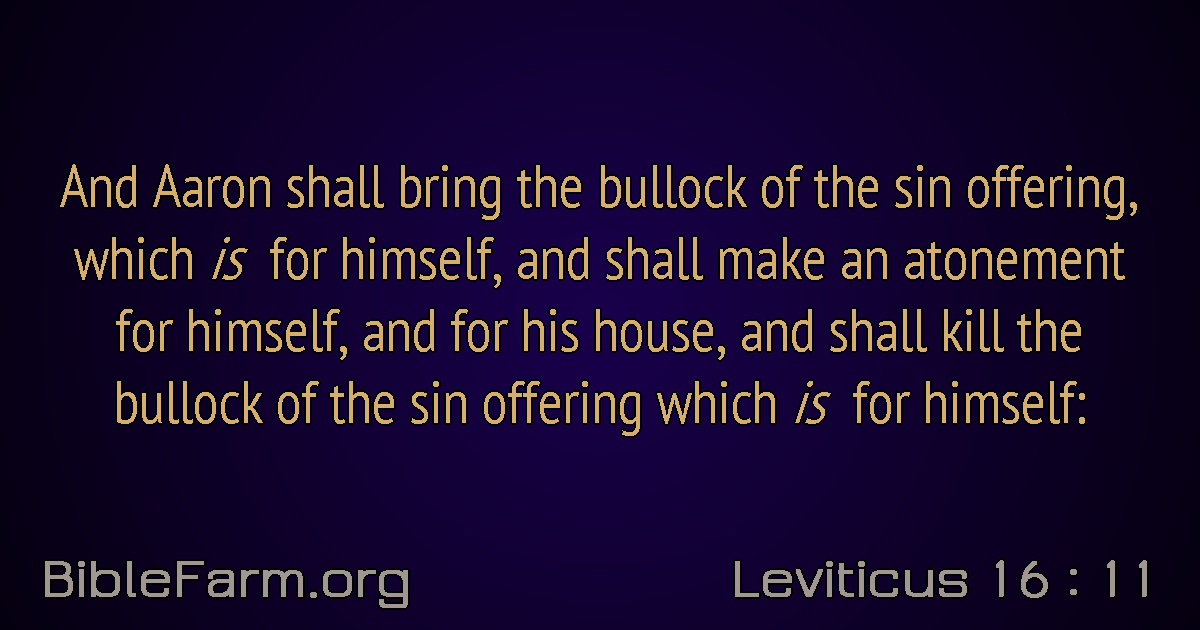 And Aaron shall bring the bullock of the sin offering,
which is for himself, and shall make an atonement
for himself, and for his house, and shall kill the
bullock of the sin offering which is for himself:
BibleFarm.org
Leviticus 16 : 11